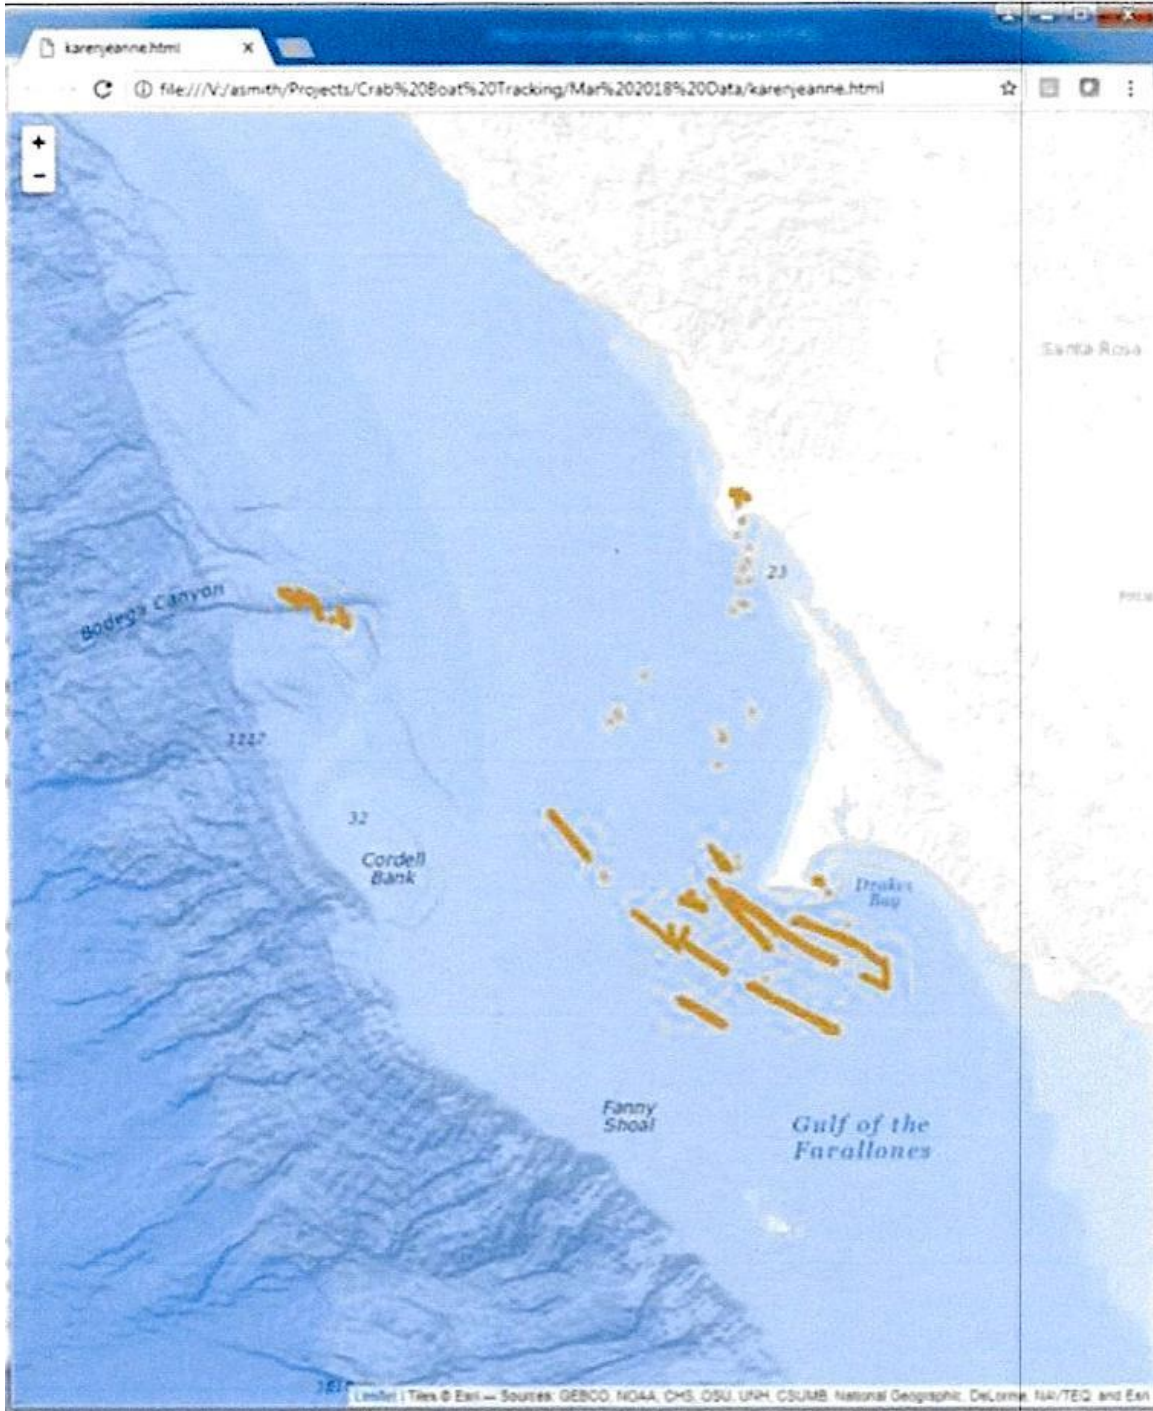 karenjeanne.html
file:///V:/asmith/Projects/Crab%20Boat%20Tracking/Mar%202018%20Data/karenjeanne.html
+
-
Santa Rosa
23
Bodega Canyon
1117
32
Cordell
Bank
Drakes
Bay
Fanny
Shoal
Gulf of the
Farallones
Leaflet | Tiles © Esri — Sources: GEBCO, NOAA, CHS, OSU, UNH, CSUMB, National Geographic, DeLorme, NAVTEQ, and Esri